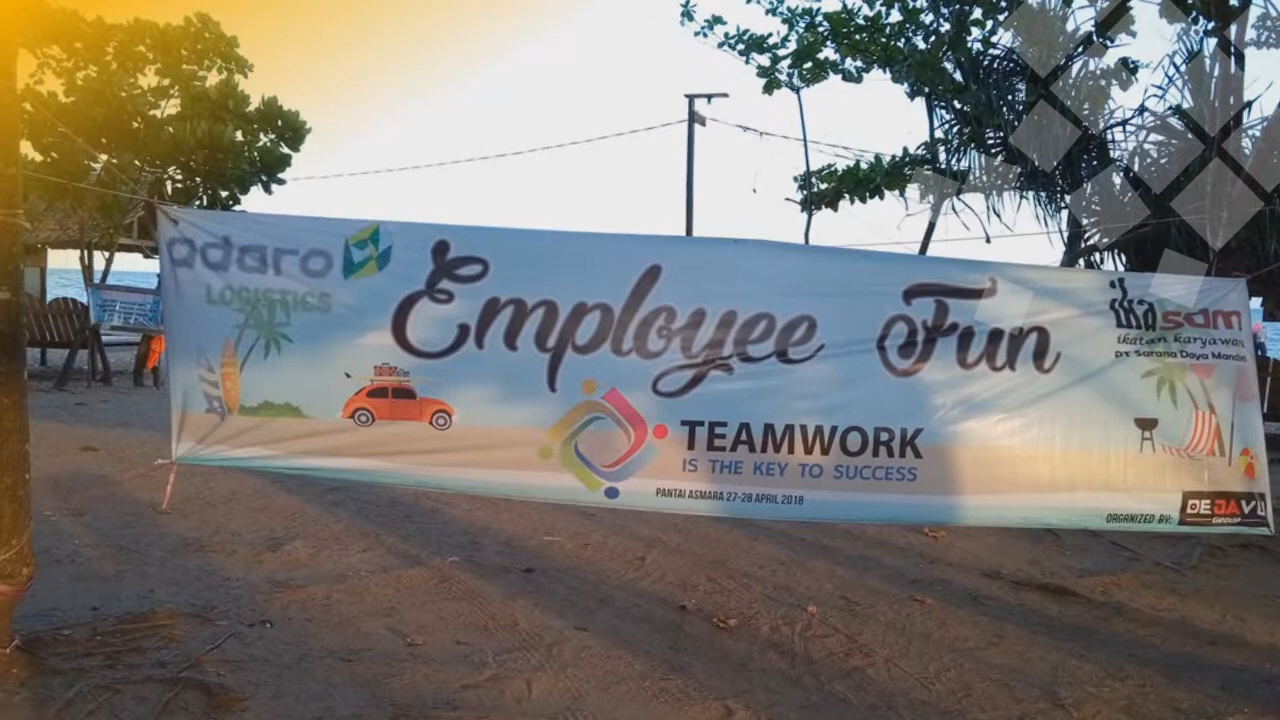 adaro
LOGISTICS
Employee Fun
ikasdm
ikatan karyawan
PT Sarana Daya Mandiri
TEAMWORK
IS THE KEY TO SUCCESS
PANTAI ASMARA 27-28 APRIL 2018
ORGANIZED BY:
DEJAVU
GROUP